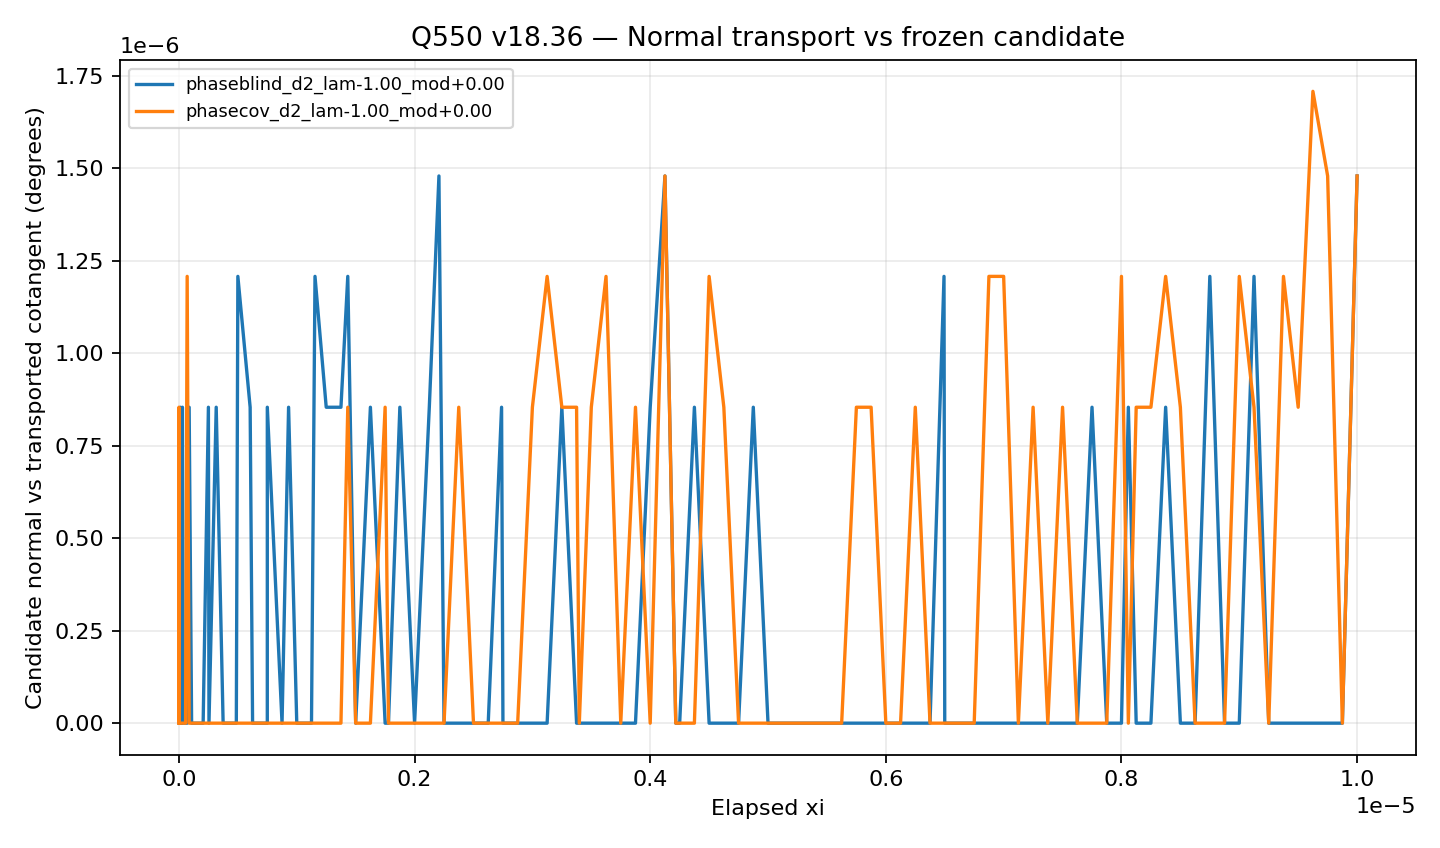 Q550 v18.36 — Normal transport vs frozen candidate
1e−6
phaseblind_d2_lam-1.00_mod+0.00
phasecov_d2_lam-1.00_mod+0.00
Candidate normal vs transported cotangent (degrees)
1.75
1.50
1.25
1.00
0.75
0.50
0.25
0.00
0.0 0.2 0.4 0.6 0.8 1.0
Elapsed xi
1e−5